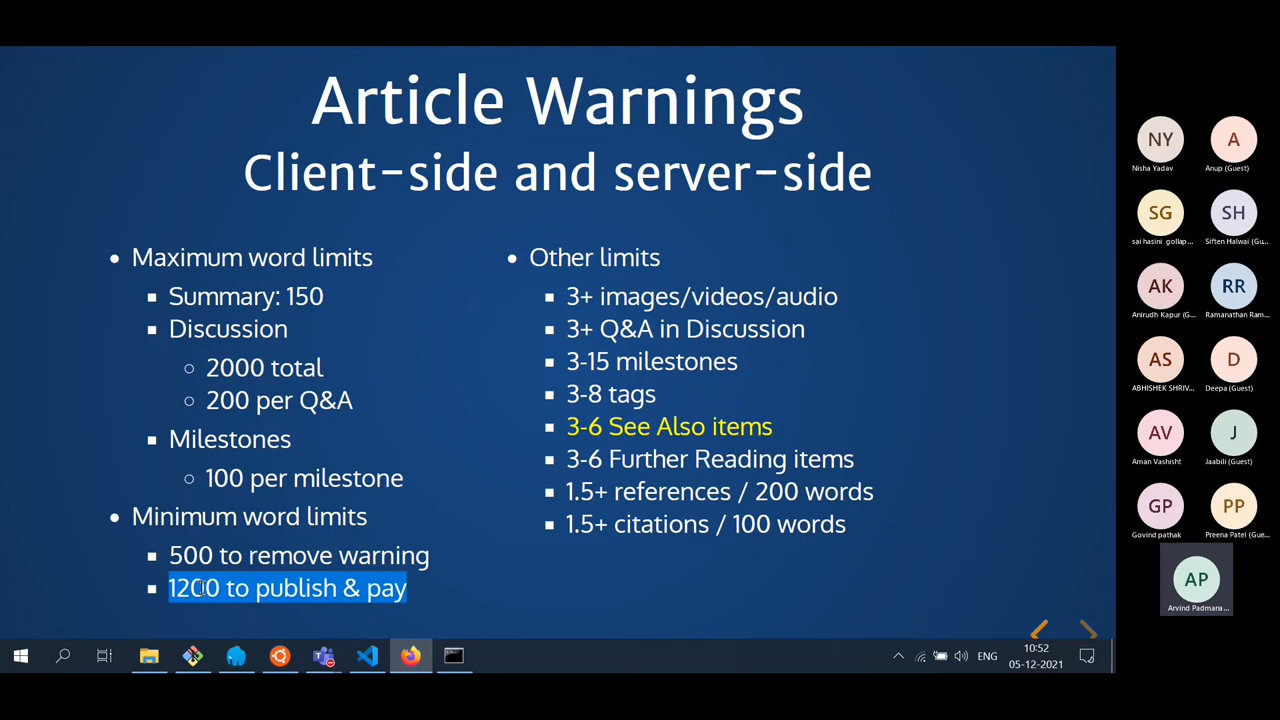 Article Warnings
Client-side and server-side
Maximum word limits
Summary: 150
Discussion
2000 total
200 per Q&A
Milestones
100 per milestone
Minimum word limits
500 to remove warning
1200 to publish & pay
Other limits
3+ images/videos/audio
3+ Q&A in Discussion
3-15 milestones
3-8 tags
3-6 See Also items
3-6 Further Reading items
1.5+ references / 200 words
1.5+ citations / 100 words
NY
Nisha Yadav
A
Anup (Guest)
SG
sai hasini gollap...
SH
Siften Halwai (Gu...
AK
Anirudh Kapur (G...
RR
Ramanathan Ram...
AS
ABHISHEK SHRIV...
D
Deepa (Guest)
AV
Aman Vashisht
J
Jaabili (Guest)
GP
Govind pathak
PP
Preena Patel (Gue...
AP
Arvind Padmana...
ENG
10:52
05-12-2021